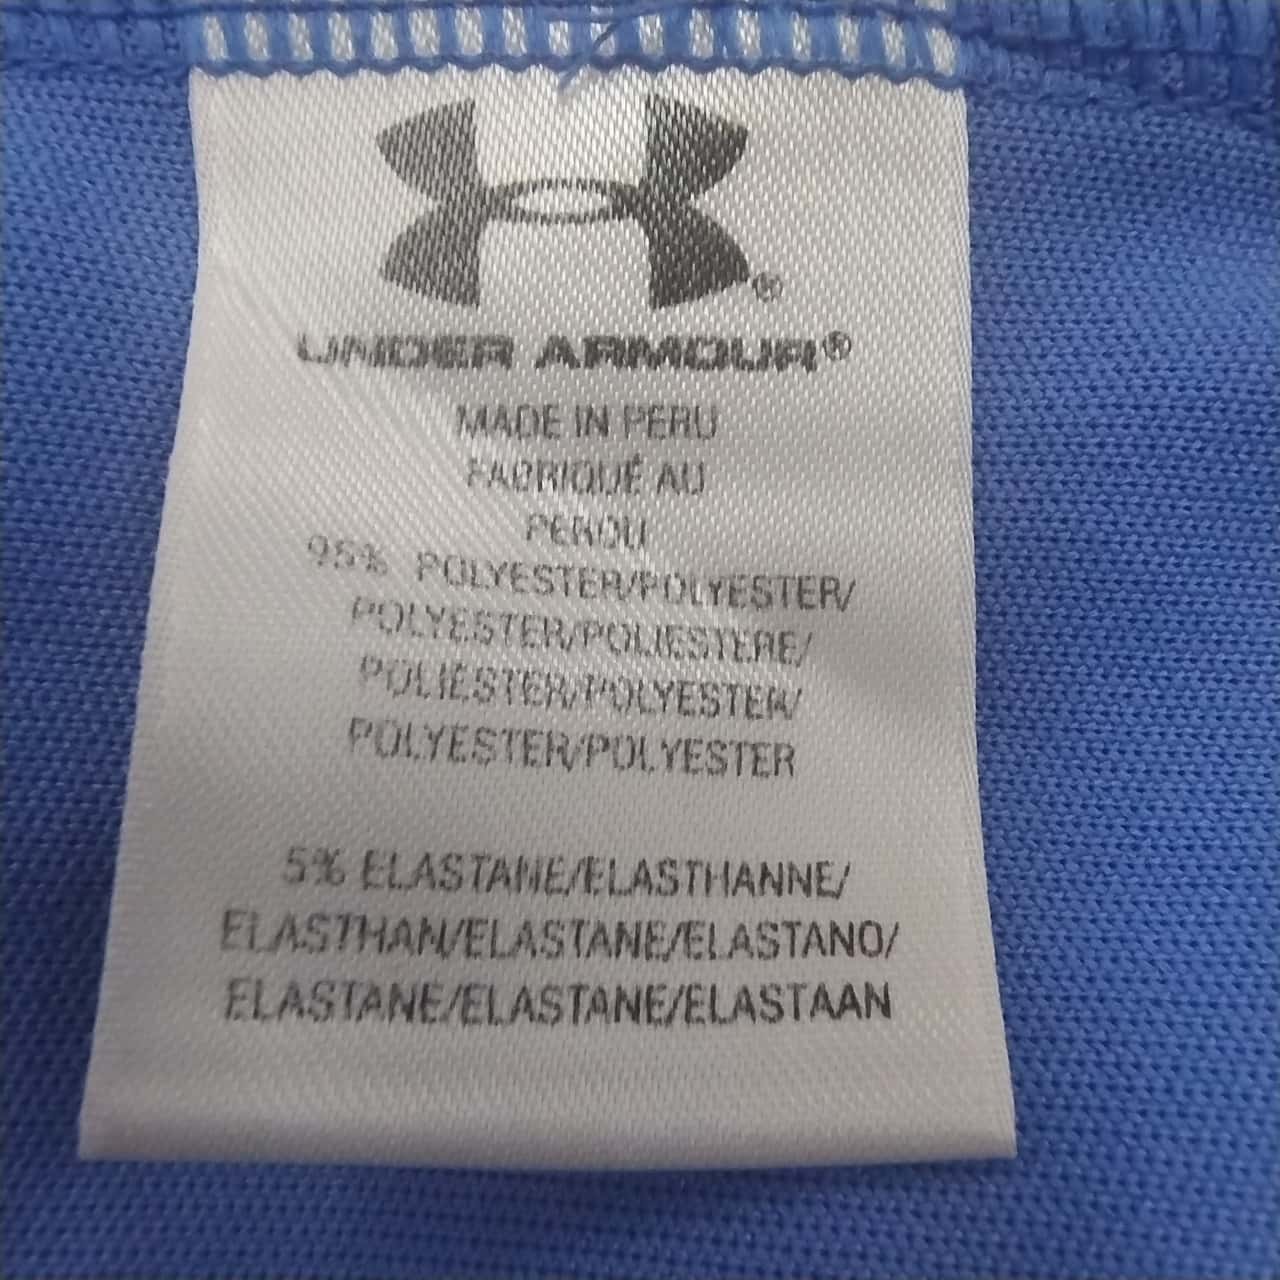 ®
UNDER ARMOUR®
MADE IN PERU
FABRIQUÉ AU
PEROU
95% POLYESTER/POLYESTER/
POLYESTER/POLIESTERE/
POLIÉSTER/POLYESTER/
POLYESTER/POLYESTER
5% ELASTANE/ELASTHANNE/
ELASTHAN/ELASTANE/ELASTANO/
ELASTANE/ELASTANE/ELASTAAN